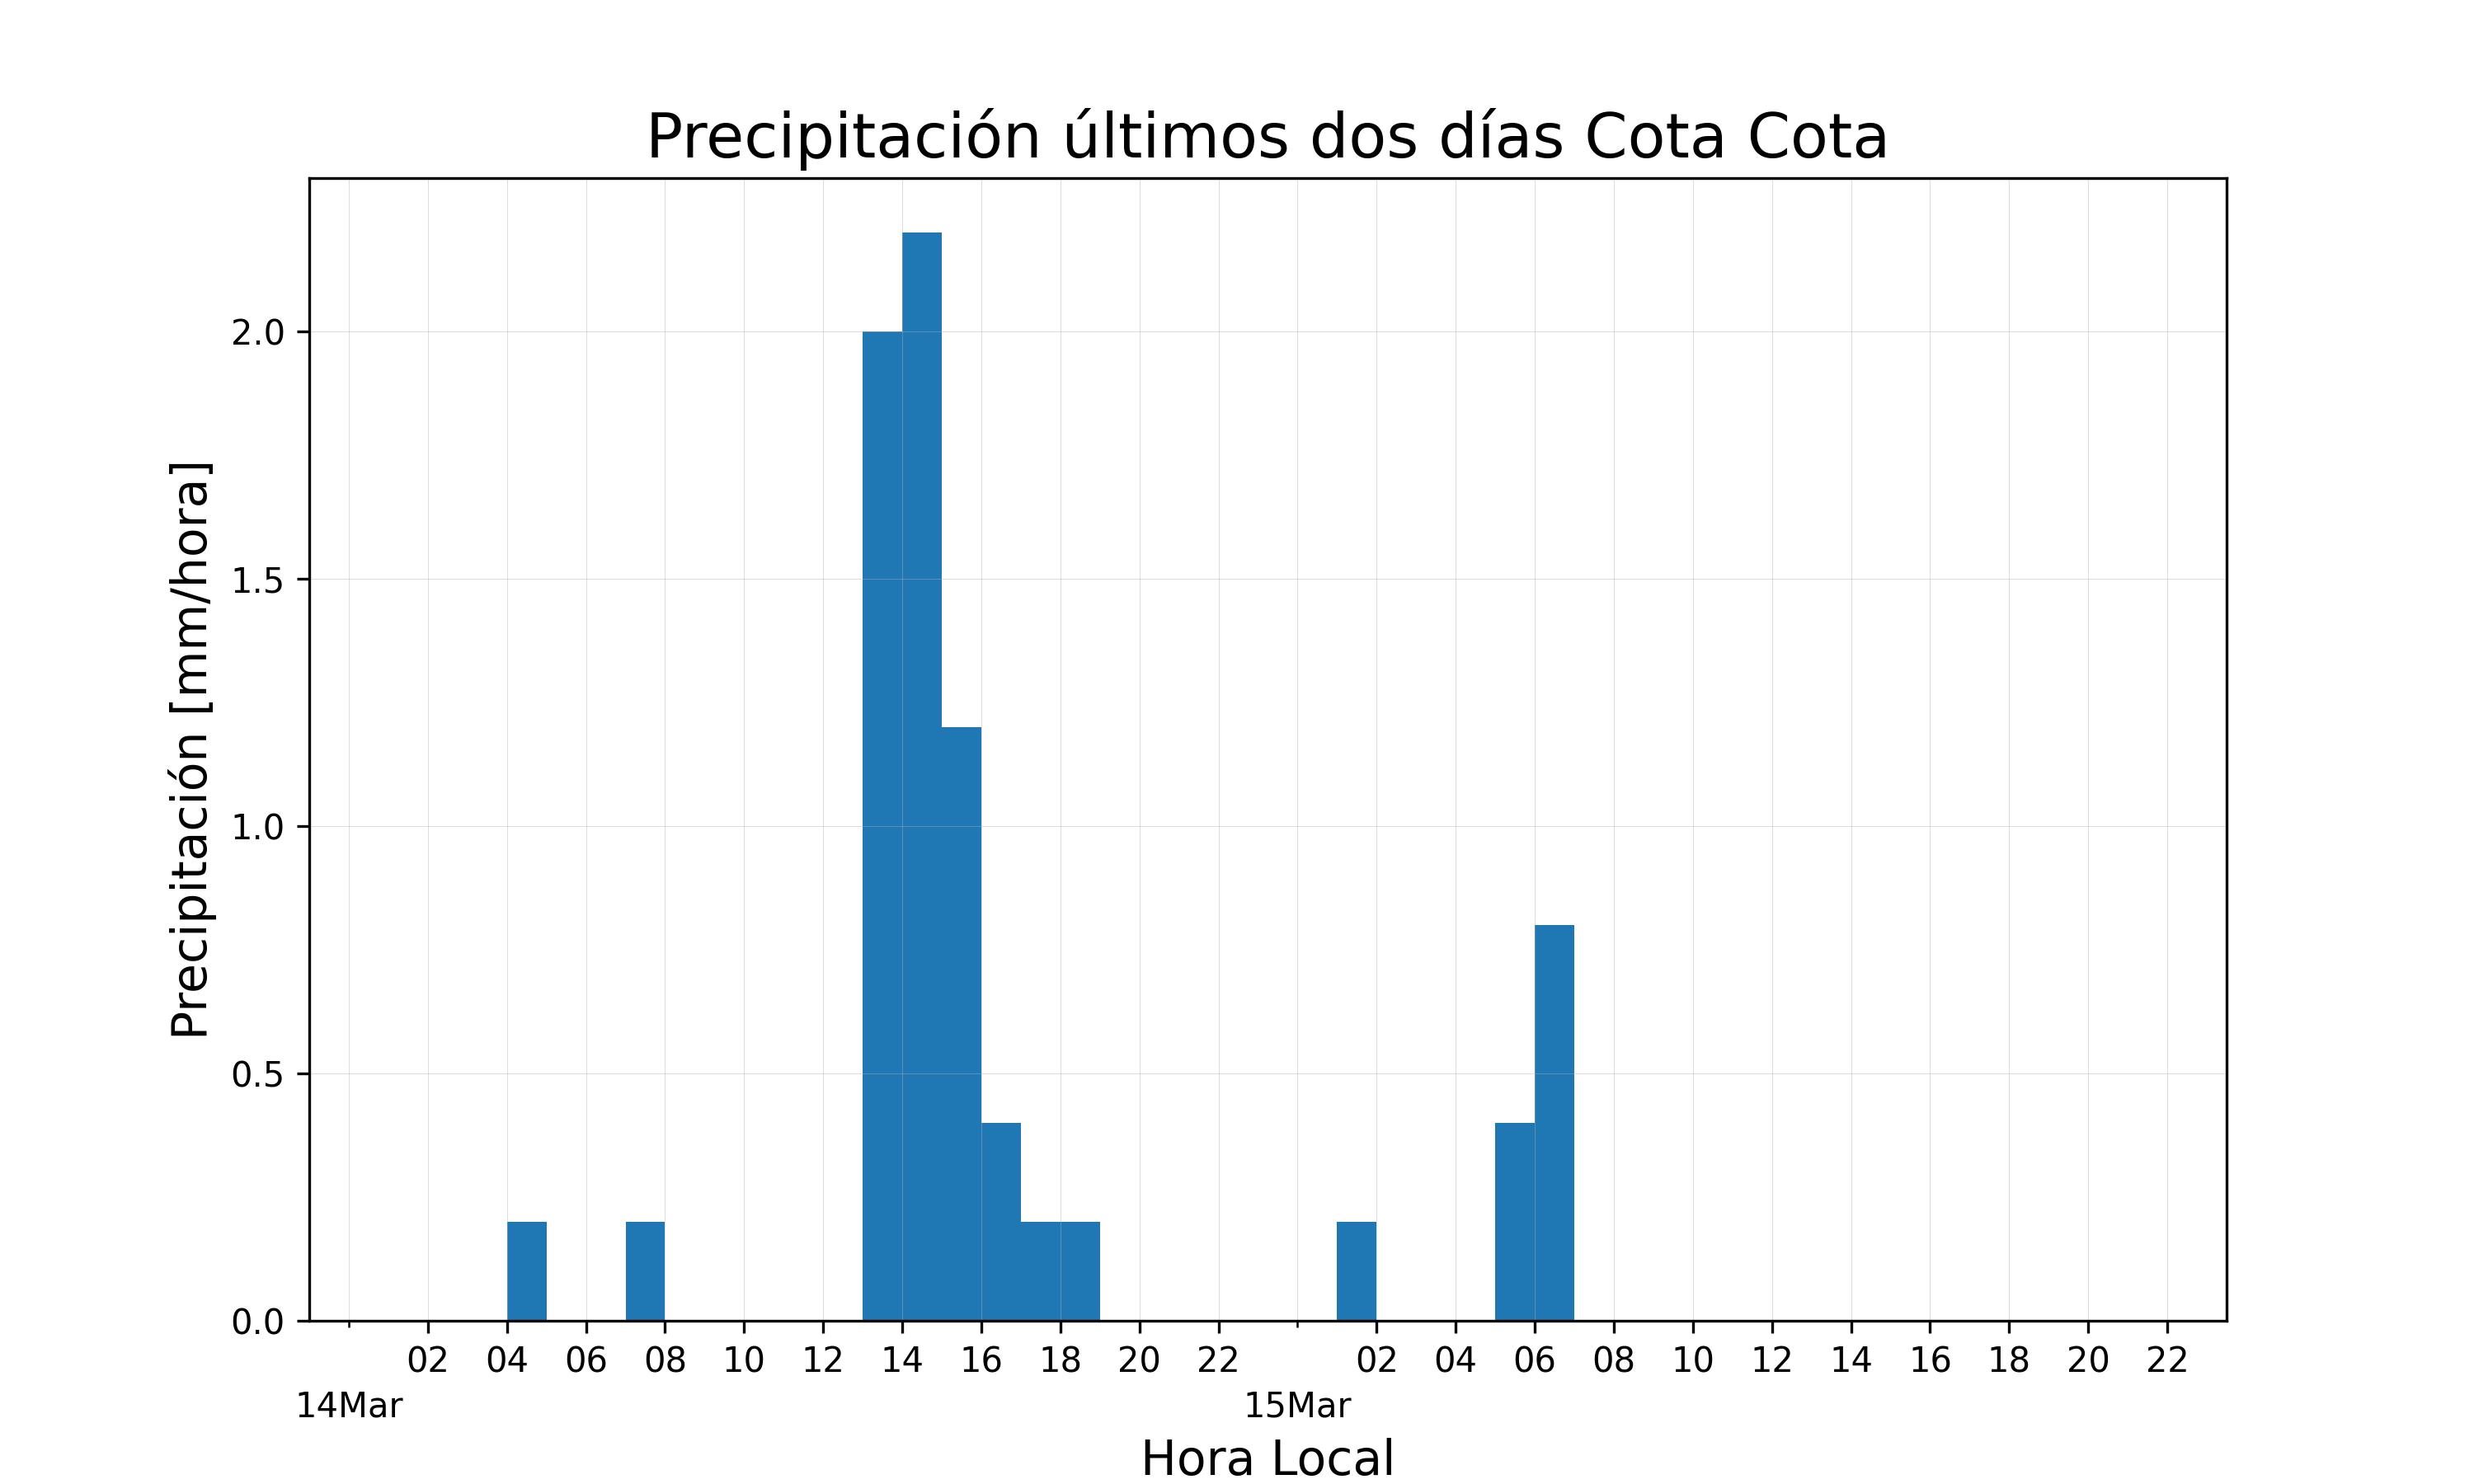 Precipitación últimos dos días Cota Cota
Precipitación [mm/hora]
2.0
1.5
1.0
0.5
0.0
02 04 06 08 10 12 14 16 18 20 22 02 04 06 08 10 12 14 16 18 20 22
14Mar 15Mar
Hora Local